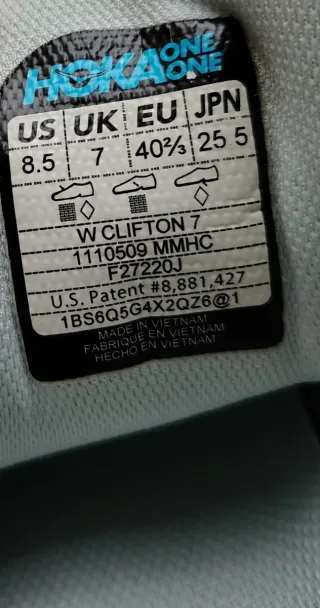 HOKA ONE ONE
US UK EU JPN
8.5 7 40⅔ 25 5
W CLIFTON 7
1110509 MMHC
F27220J
U.S. Patent #8,881,427
1BS6Q5G4X2QZ6@1
MADE IN VIETNAM
FABRIQUE EN VIETNAM
HECHO EN VIETNAM